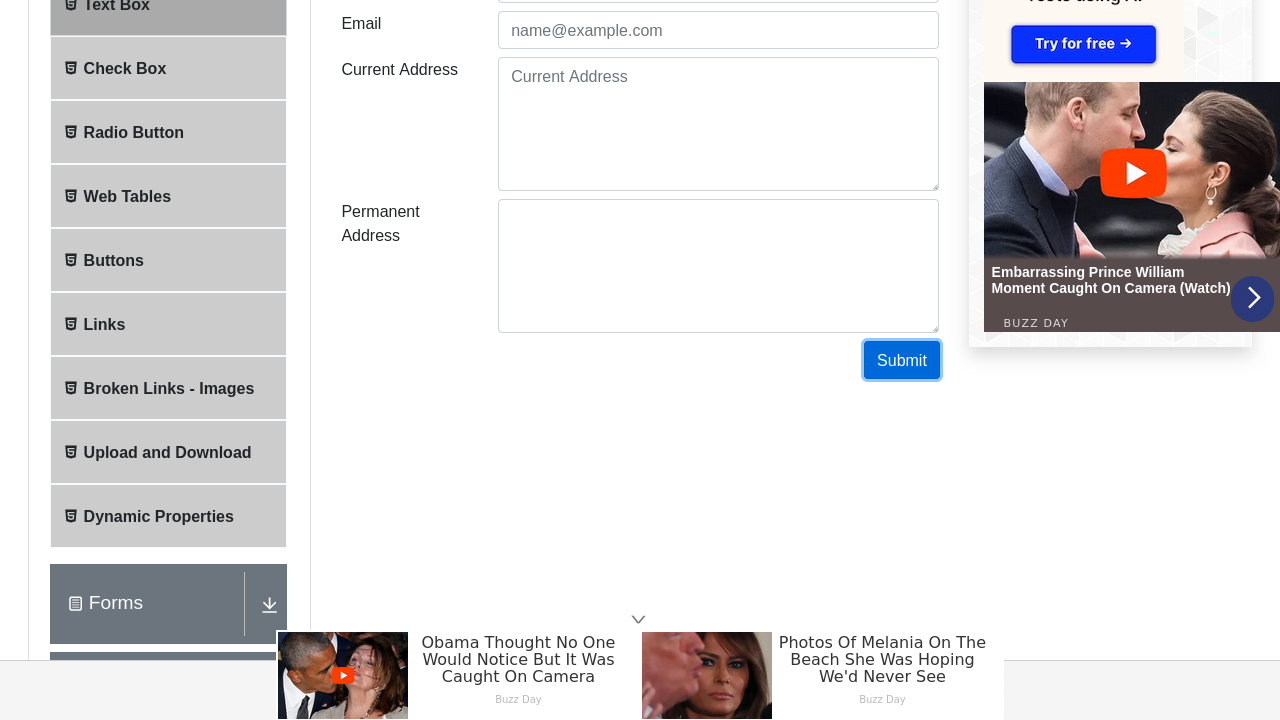 Text Box
Check Box
Radio Button
Web Tables
Buttons
Links
Broken Links - Images
Upload and Download
Dynamic Properties
Forms
Email
name@example.com
Current Address
Current Address
Permanent
Address
Submit
Try for free →
Embarrassing Prince William
Moment Caught On Camera (Watch)
BUZZ DAY
Obama Thought No One
Would Notice But It Was
Caught On Camera
Buzz Day
Photos Of Melania On The
Beach She Was Hoping
We'd Never See
Buzz Day